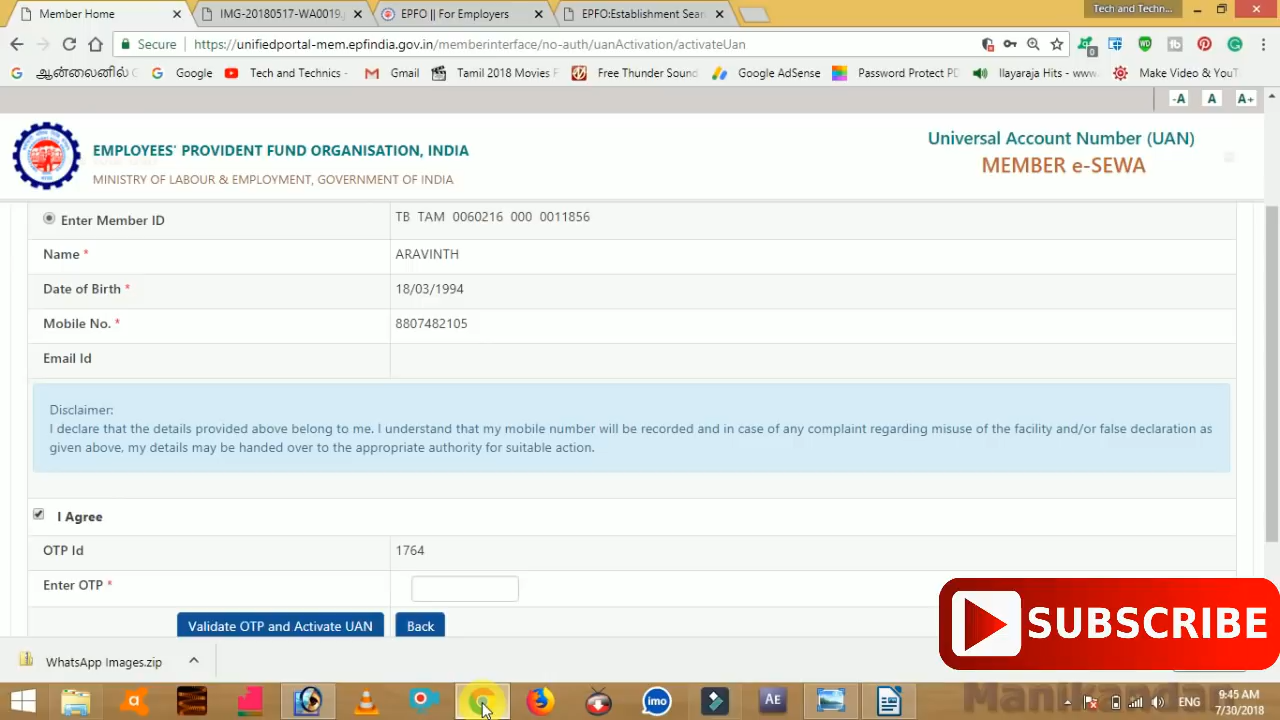 Member Home
IMG-20180517-WA0019.
EPFO || For Employers
EPFO:Establishment Sear
Tech and Techn...
Secure
https://unifiedportal-mem.epfindia.gov.in/memberinterface/no-auth/uanActivation/activateUan
ஆன்லைனில்
Google
Tech and Technics -
Gmail
Tamil 2018 Movies F
Free Thunder Sound
Google AdSense
Password Protect PD
Ilayaraja Hits - www.
Make Video & YouT
-A
A
A+
EMPLOYEES' PROVIDENT FUND ORGANISATION, INDIA
MINISTRY OF LABOUR & EMPLOYMENT, GOVERNMENT OF INDIA
Universal Account Number (UAN)
MEMBER e-SEWA
Enter Member ID
TB TAM 0060216 000 0011856
Name *
ARAVINTH
Date of Birth *
18/03/1994
Mobile No. *
8807482105
Email Id
Disclaimer:
I declare that the details provided above belong to me. I understand that my mobile number will be recorded and in case of any complaint regarding misuse of the facility and/or false declaration as
given above, my details may be handed over to the appropriate authority for suitable action.
I Agree
OTP Id
1764
Enter OTP *
Validate OTP and Activate UAN
Back
SUBSCRIBE
WhatsApp Images.zip
imo
AE
ENG
9:45 AM
7/30/2018